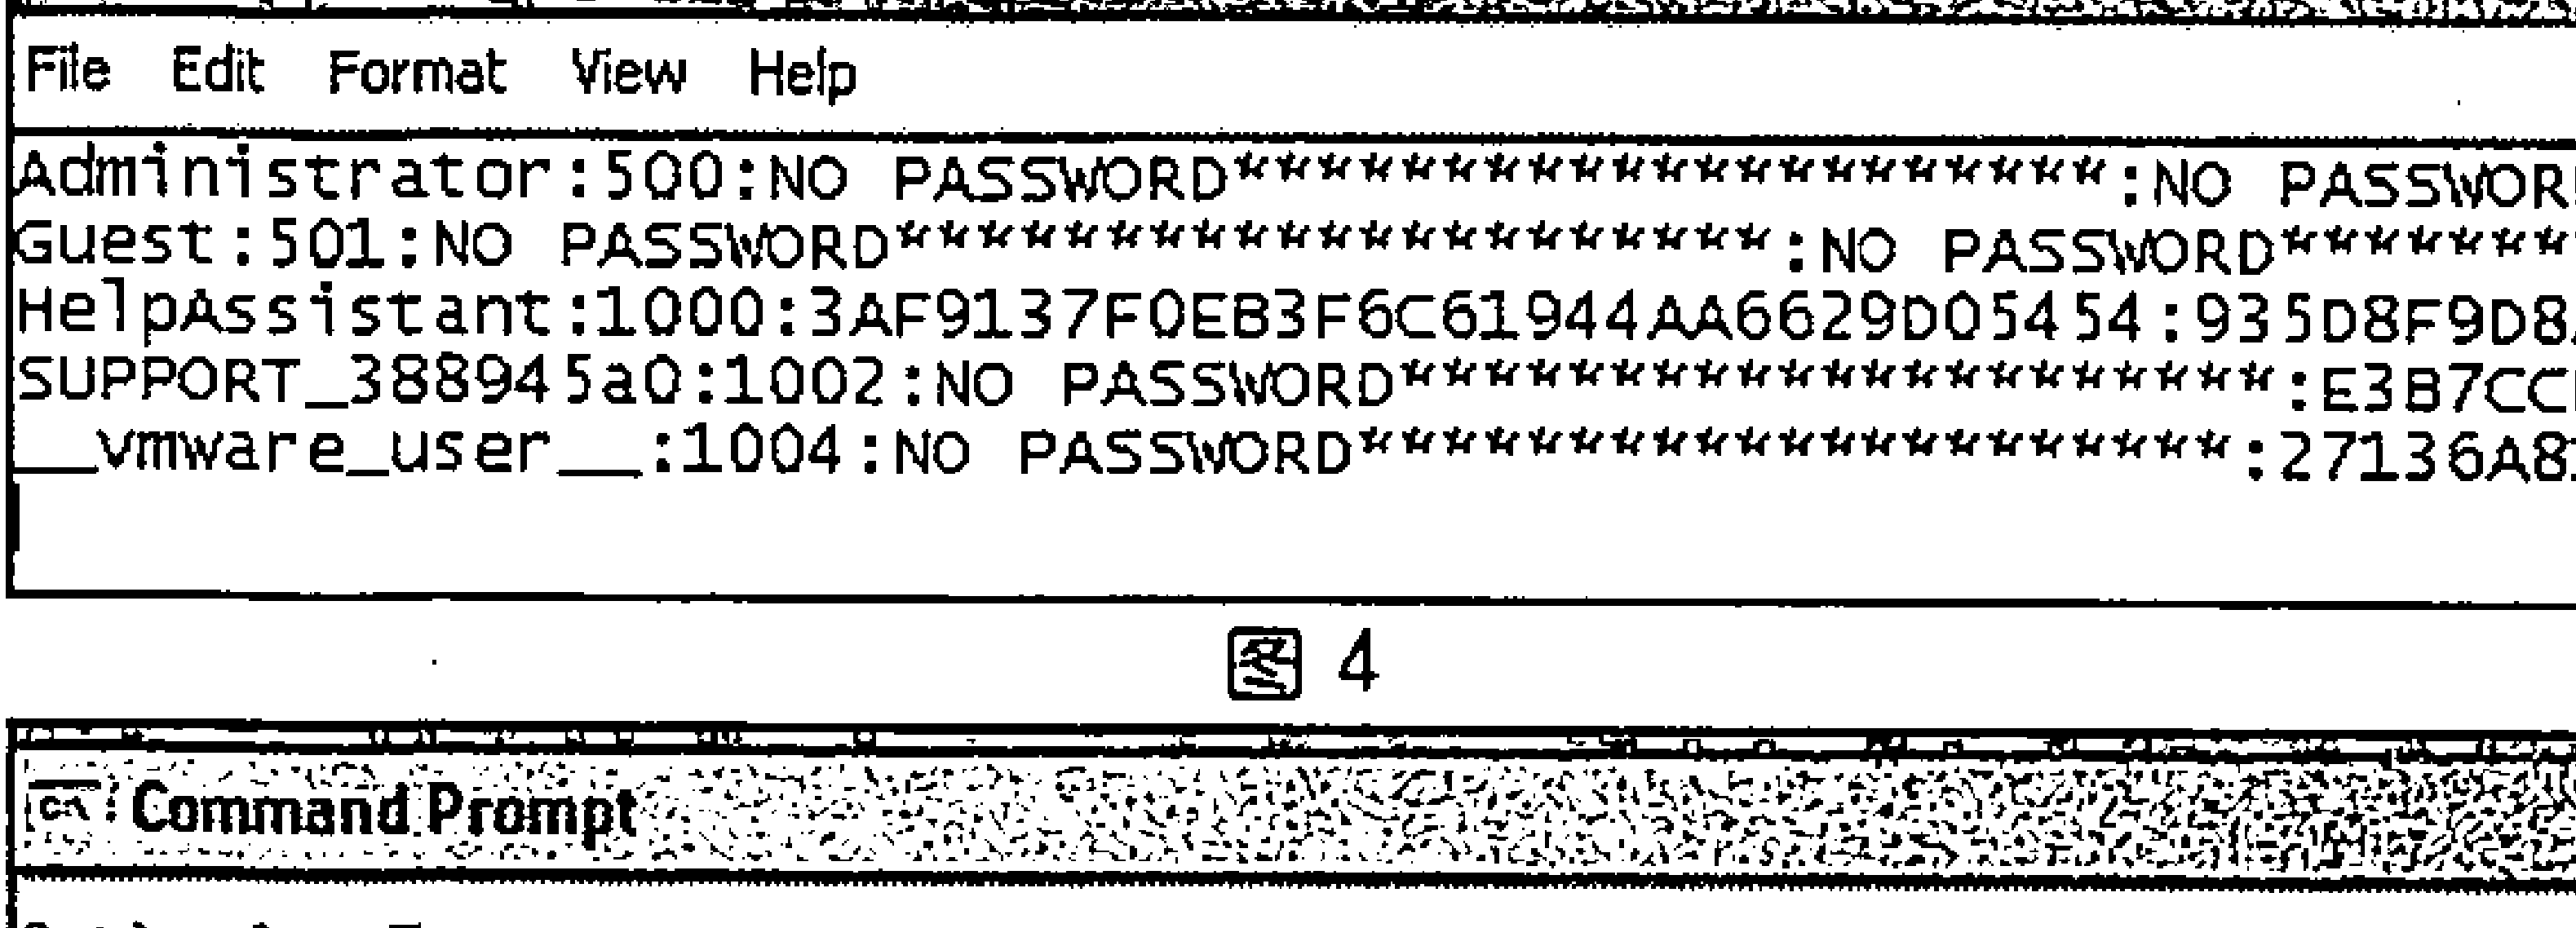 File Edit Format View Help
Administrator:500:NO PASSWORD*********************:NO PASSWOR
Guest:501:NO PASSWORD*********************:NO PASSWORD*******
HelpAssistant:1000:3AF9137F0EB3F6C61944AA6629D05454:935D8F9D8
SUPPORT_388945a0:1002:NO PASSWORD*********************:E3B7CC
__vmware_user__:1004:NO PASSWORD*********************:27136A8
图 4
Command Prompt